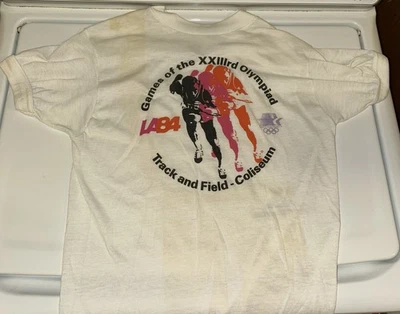 Games of the XXIIIrd Olympiad
LA84
Track and Field - Coliseum